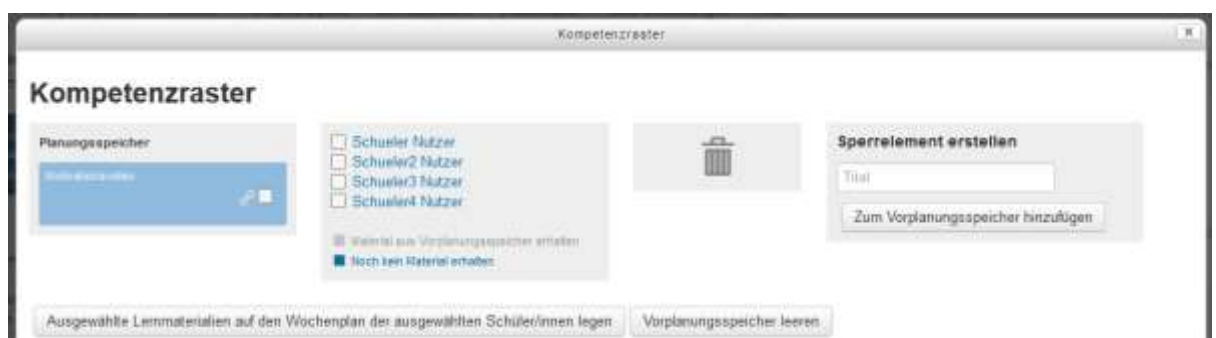 Kompetenzraster
Kompetenzraster
Planungsspeicher
Schueler Nutzer
Schueler2 Nutzer
Schueler3 Nutzer
Schueler4 Nutzer
Material aus Vorplanungsspeicher erhalten
Noch kein Material erhalten
Sperrelement erstellen
Titel
Zum Vorplanungsspeicher hinzufügen
Ausgewählte Lernmaterialien auf den Wochenplan der ausgewählten Schüler/innen legen
Vorplanungsspeicher leeren